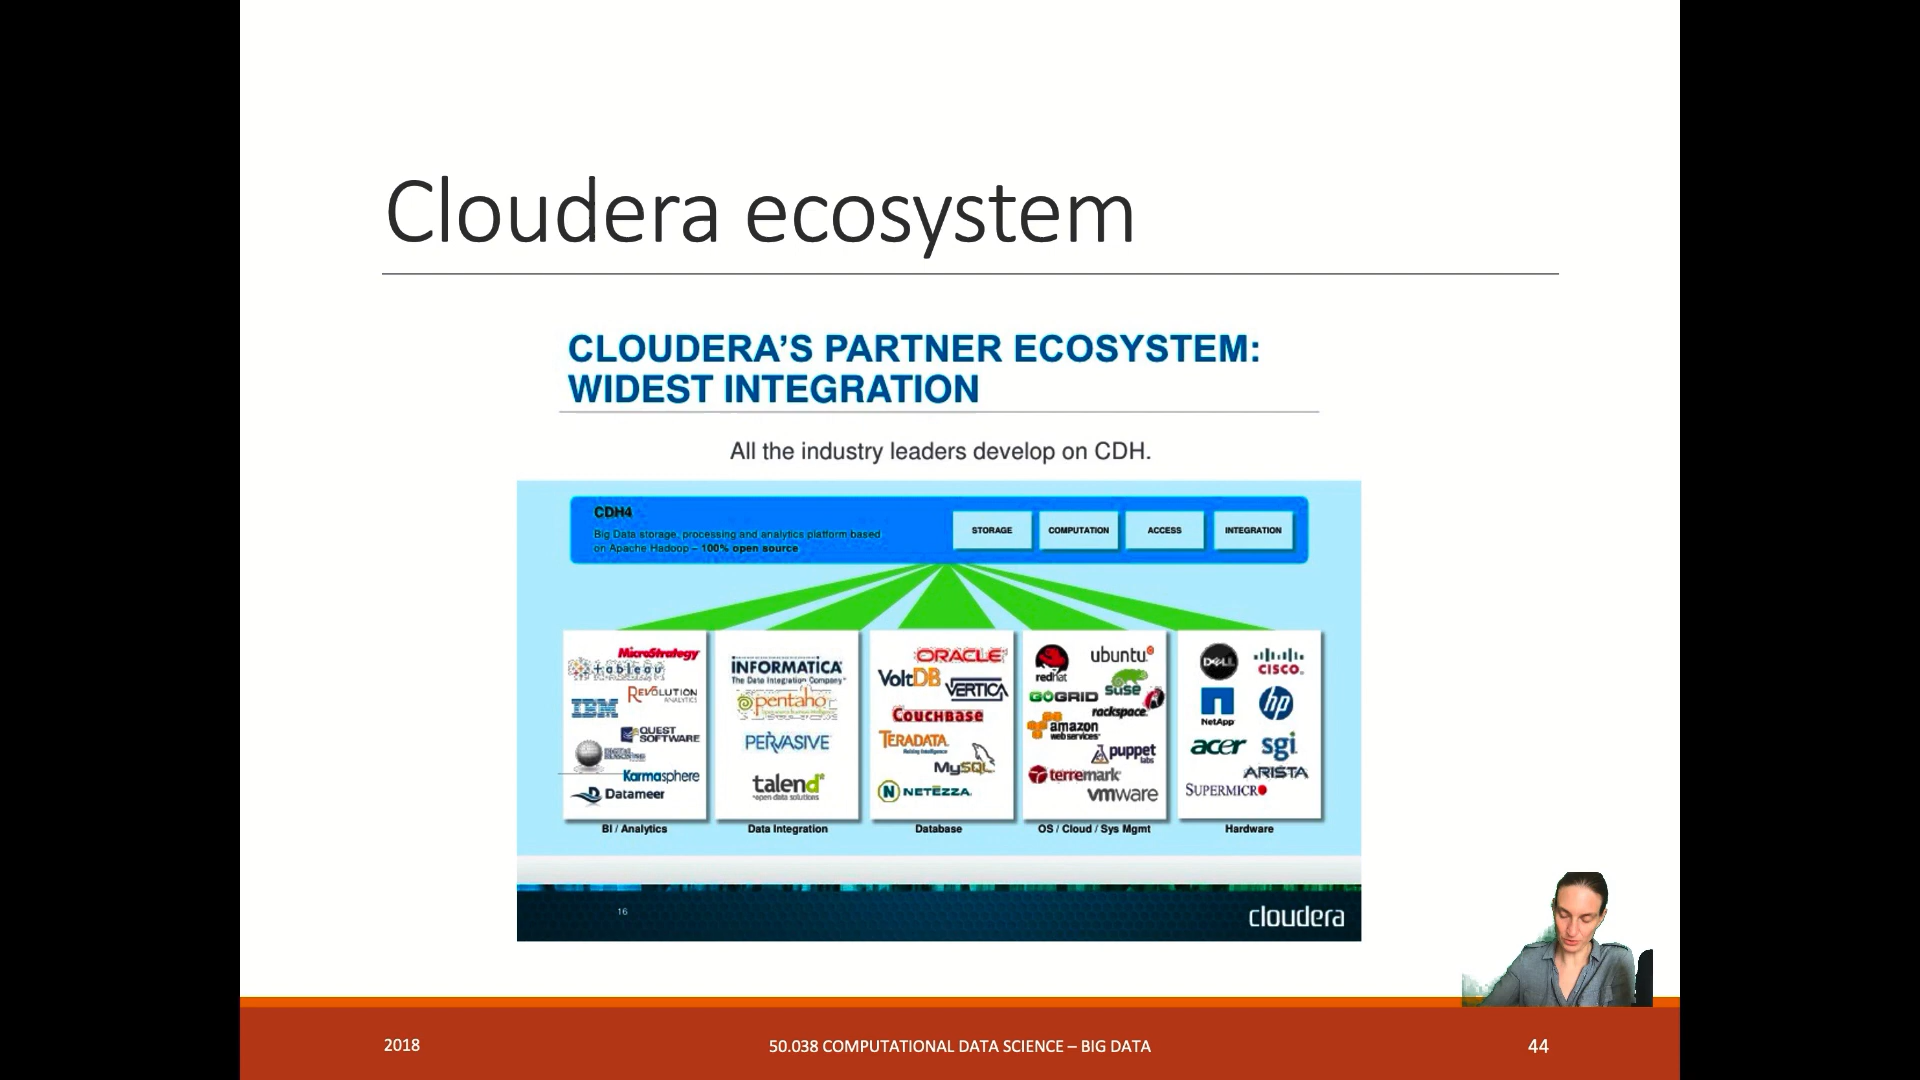 Cloudera ecosystem
CLOUDERA'S PARTNER ECOSYSTEM:
WIDEST INTEGRATION
All the industry leaders develop on CDH.
CDH4
Big Data storage, processing and analytics platform based
on Apache Hadoop – 100% open source
STORAGE
COMPUTATION
ACCESS
INTEGRATION
MicroStrategy
tableau
REVOLUTION
ANALYTICS
IBM
QUEST
SOFTWARE
Karmasphere
Datameer
BI / Analytics
INFORMATICA
The Data Integration Company
pentaho
PERVASIVE
talend
open data solutions
Data Integration
ORACLE
VoltDB
VERTICA
COUCHBASE
TERADATA
MySQL
N NETEZZA
Database
redhat
ubuntu
SUSE
GOGRID
rackspace
amazon
web services
puppet
labs
terremark
vmware
OS / Cloud / Sys Mgmt
DELL
CISCO
NetApp
hp
acer
sgi
ARISTA
SUPERMICRO
Hardware
16
cloudera
2018
50.038 COMPUTATIONAL DATA SCIENCE – BIG DATA
44